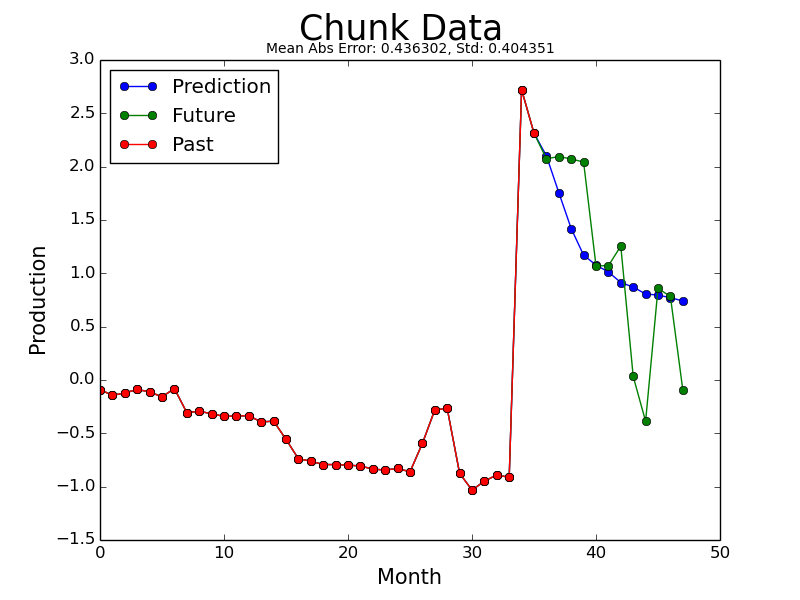 Chunk Data
Mean Abs Error: 0.436302, Std: 0.404351
3.0
2.5
2.0
1.5
1.0
0.5
0.0
−0.5
−1.0
−1.5
Production
Prediction
Future
Past
0 10 20 30 40 50
Month